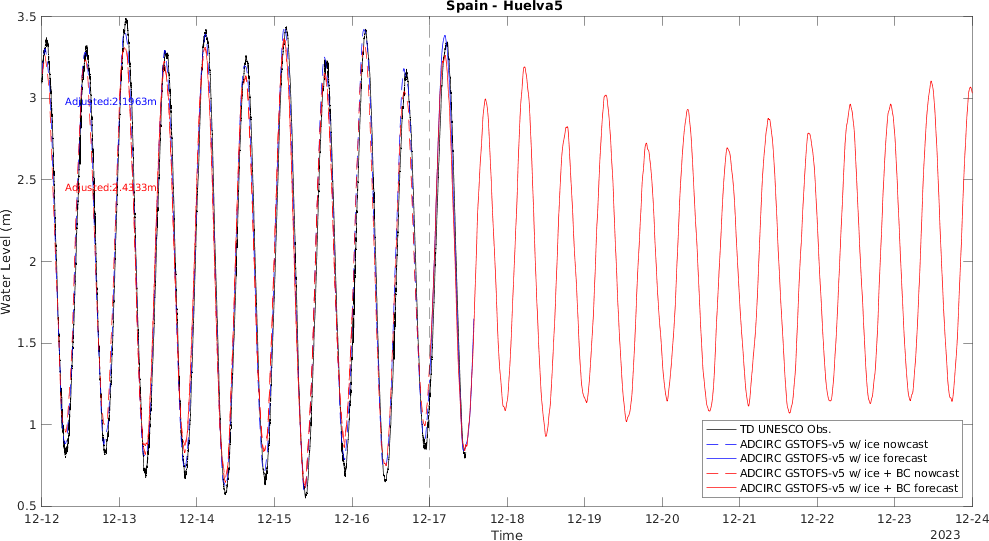 Spain - Huelva5
3.5
3
2.5
2
1.5
1
0.5
Water Level (m)
Adjusted:2.1963m
Adjusted:2.4333m
TD UNESCO Obs.
ADCIRC GSTOFS-v5 w/ ice nowcast
ADCIRC GSTOFS-v5 w/ ice forecast
ADCIRC GSTOFS-v5 w/ ice + BC nowcast
ADCIRC GSTOFS-v5 w/ ice + BC forecast
12-12 12-13 12-14 12-15 12-16 12-17 12-18 12-19 12-20 12-21 12-22 12-23 12-24
Time
2023